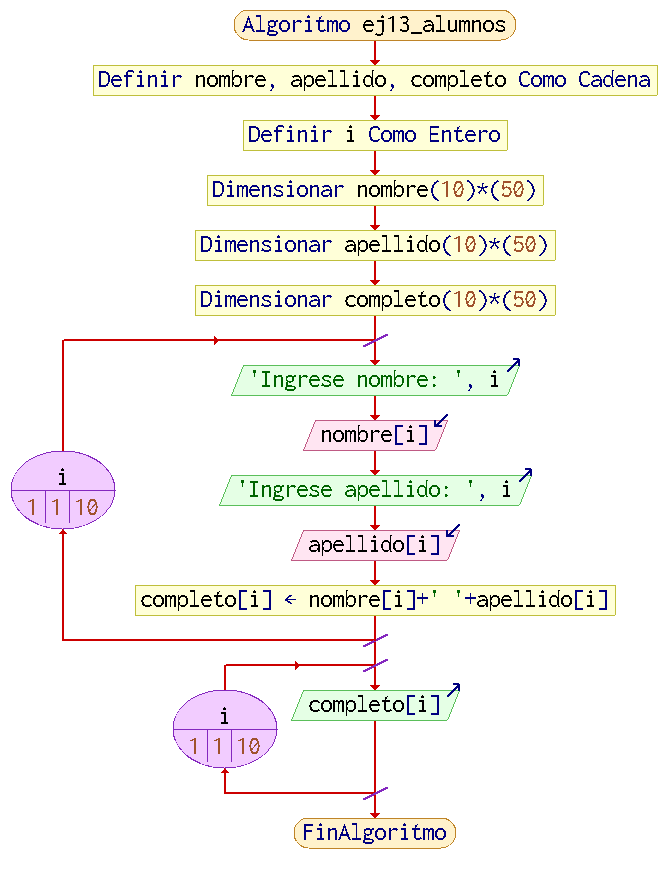 Algoritmo ej13_alumnos
Definir nombre, apellido, completo Como Cadena
Definir i Como Entero
Dimensionar nombre(10)*(50)
Dimensionar apellido(10)*(50)
Dimensionar completo(10)*(50)
'Ingrese nombre: ', i
nombre[i]
i
1 1 10
'Ingrese apellido: ', i
apellido[i]
completo[i] ← nombre[i]+' '+apellido[i]
completo[i]
i
1 1 10
FinAlgoritmo